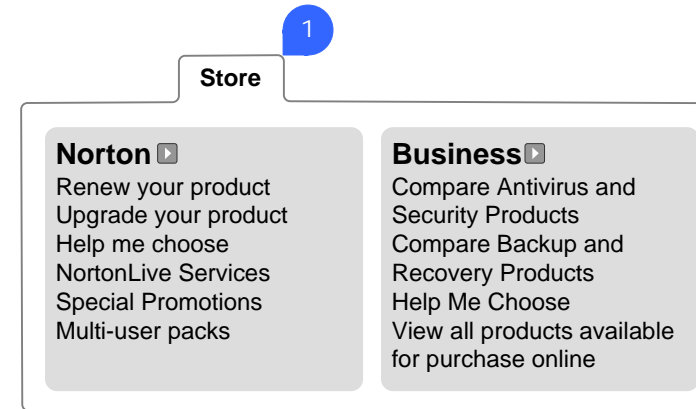 1
Store
Norton
Renew your product
Upgrade your product
Help me choose
NortonLive Services
Special Promotions
Multi-user packs
Business
Compare Antivirus and
Security Products
Compare Backup and
Recovery Products
Help Me Choose
View all products available
for purchase online